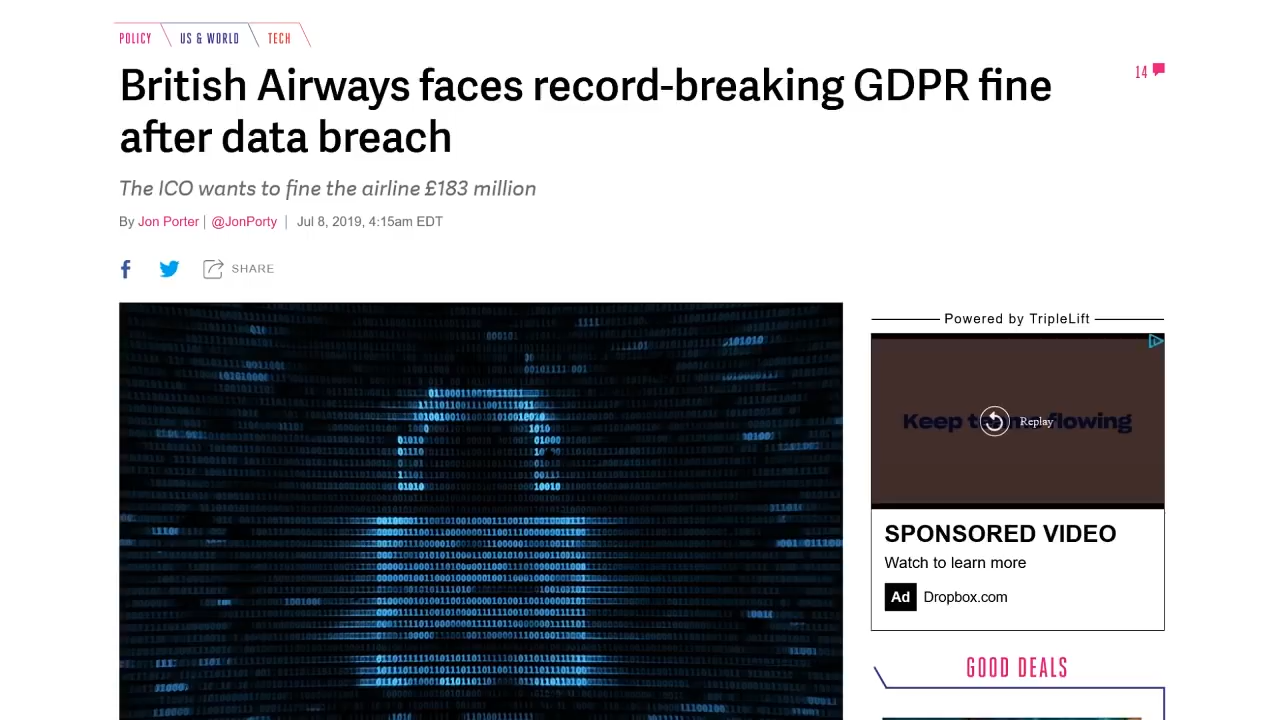 POLICY
US & WORLD
TECH
British Airways faces record-breaking GDPR fine
after data breach
14
The ICO wants to fine the airline £183 million
By Jon Porter | @JonPorty | Jul 8, 2019, 4:15am EDT
SHARE
Powered by TripleLift
Replay
SPONSORED VIDEO
Watch to learn more
Ad Dropbox.com
GOOD DEALS